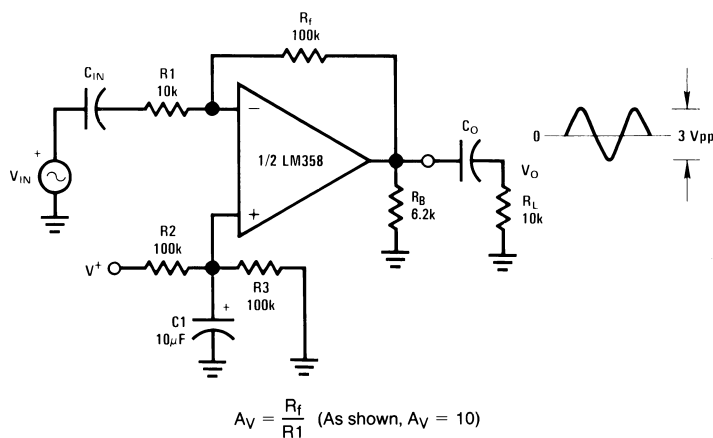 Rf
100k
CIN
R1
10k
−
+
1/2 LM358
+
VIN
CO
VO
0
3 Vpp
RB
6.2k
RL
10k
R2
100k
V+
R3
100k
+
C1
10μF
AV = Rf/R1 (As shown, AV = 10)